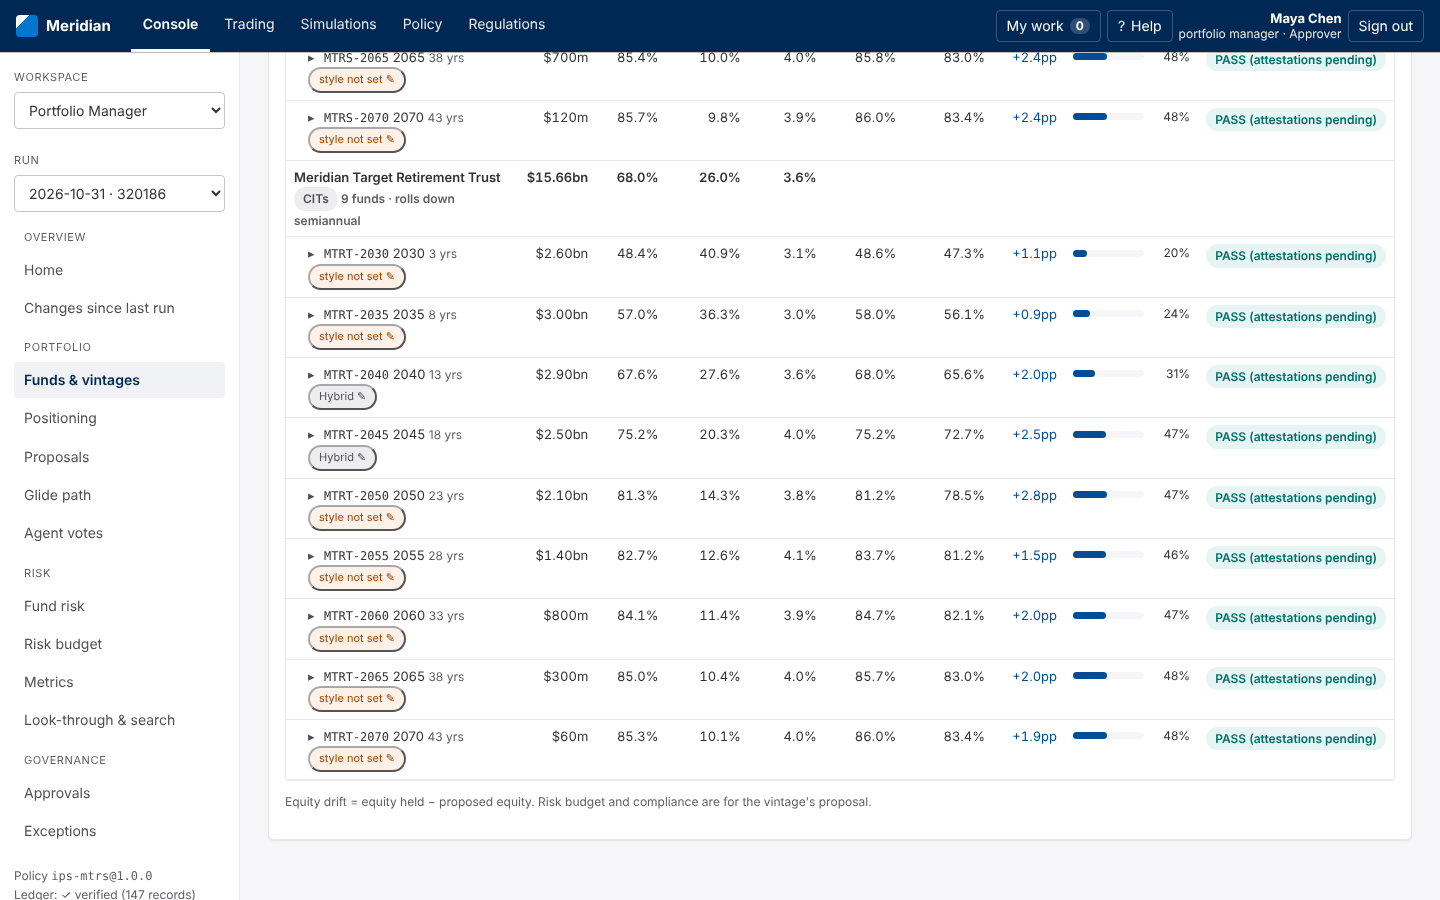 Meridian
Console
Trading
Simulations
Policy
Regulations
My work 0
? Help
Maya Chen
portfolio manager · Approver
Sign out
WORKSPACE
Portfolio Manager
RUN
2026-10-31 · 320186
OVERVIEW
Home
Changes since last run
PORTFOLIO
Funds & vintages
Positioning
Proposals
Glide path
Agent votes
RISK
Fund risk
Risk budget
Metrics
Look-through & search
GOVERNANCE
Approvals
Exceptions
Policy ips-mtrs@1.0.0
Ledger: ✓ verified (147 records)
▸ MTRS-2065 2065 38 yrs $700m 85.4% 10.0% 4.0% 85.8% 83.0% +2.4pp 48% PASS (attestations pending)
style not set ✎
▸ MTRS-2070 2070 43 yrs $120m 85.7% 9.8% 3.9% 86.0% 83.4% +2.4pp 48% PASS (attestations pending)
style not set ✎
Meridian Target Retirement Trust $15.66bn 68.0% 26.0% 3.6%
CITs 9 funds · rolls down
semiannual
▸ MTRT-2030 2030 3 yrs $2.60bn 48.4% 40.9% 3.1% 48.6% 47.3% +1.1pp 20% PASS (attestations pending)
style not set ✎
▸ MTRT-2035 2035 8 yrs $3.00bn 57.0% 36.3% 3.0% 58.0% 56.1% +0.9pp 24% PASS (attestations pending)
style not set ✎
▸ MTRT-2040 2040 13 yrs $2.90bn 67.6% 27.6% 3.6% 68.0% 65.6% +2.0pp 31% PASS (attestations pending)
Hybrid ✎
▸ MTRT-2045 2045 18 yrs $2.50bn 75.2% 20.3% 4.0% 75.2% 72.7% +2.5pp 47% PASS (attestations pending)
Hybrid ✎
▸ MTRT-2050 2050 23 yrs $2.10bn 81.3% 14.3% 3.8% 81.2% 78.5% +2.8pp 47% PASS (attestations pending)
style not set ✎
▸ MTRT-2055 2055 28 yrs $1.40bn 82.7% 12.6% 4.1% 83.7% 81.2% +1.5pp 46% PASS (attestations pending)
style not set ✎
▸ MTRT-2060 2060 33 yrs $800m 84.1% 11.4% 3.9% 84.7% 82.1% +2.0pp 47% PASS (attestations pending)
style not set ✎
▸ MTRT-2065 2065 38 yrs $300m 85.0% 10.4% 4.0% 85.7% 83.0% +2.0pp 48% PASS (attestations pending)
style not set ✎
▸ MTRT-2070 2070 43 yrs $60m 85.3% 10.1% 4.0% 86.0% 83.4% +1.9pp 48% PASS (attestations pending)
style not set ✎
Equity drift = equity held − proposed equity. Risk budget and compliance are for the vintage's proposal.